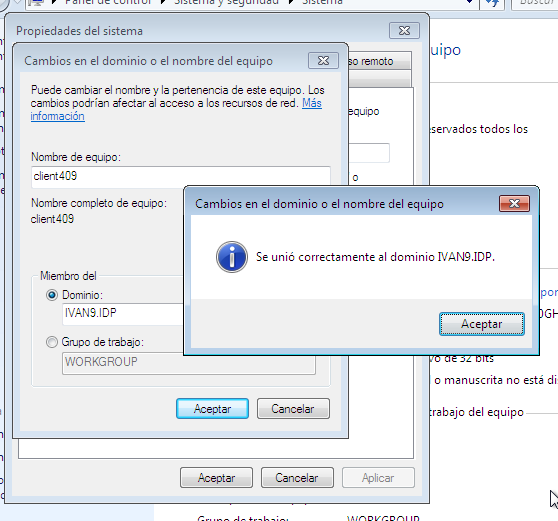 Panel de control
Sistema y seguridad
Sistema
Buscar
Propiedades del sistema
Cambios en el dominio o el nombre del equipo
so remoto
uipo
Puede cambiar el nombre y la pertenencia de este equipo. Los
cambios podrían afectar al acceso a los recursos de red. Más
información
equipo
eservados todos los
Nombre de equipo:
client409
o
Nombre completo de equipo:
client409
Cambios en el dominio o el nombre del equipo
Se unió correctamente al dominio IVAN9.IDP.
Aceptar
Miembro del
Dominio:
IVAN9.IDP
Grupo de trabajo:
WORKGROUP
vo de 32 bits
l o manuscrita no está di
trabajo del equipo
Aceptar
Cancelar
Aceptar
Cancelar
Aplicar
Grupo de trabajo:
WORKGROUP